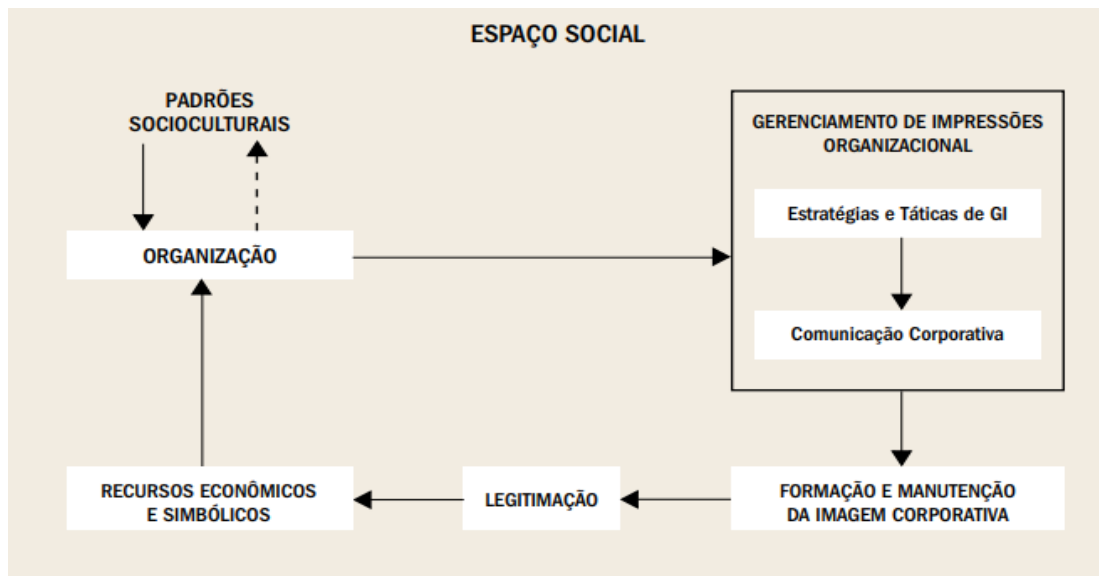 ESPAÇO SOCIAL
PADRÕES
SOCIOCULTURAIS
ORGANIZAÇÃO
GERENCIAMENTO DE IMPRESSÕES
ORGANIZACIONAL
Estratégias e Táticas de GI
Comunicação Corporativa
RECURSOS ECONÔMICOS
E SIMBÓLICOS
LEGITIMAÇÃO
FORMAÇÃO E MANUTENÇÃO
DA IMAGEM CORPORATIVA